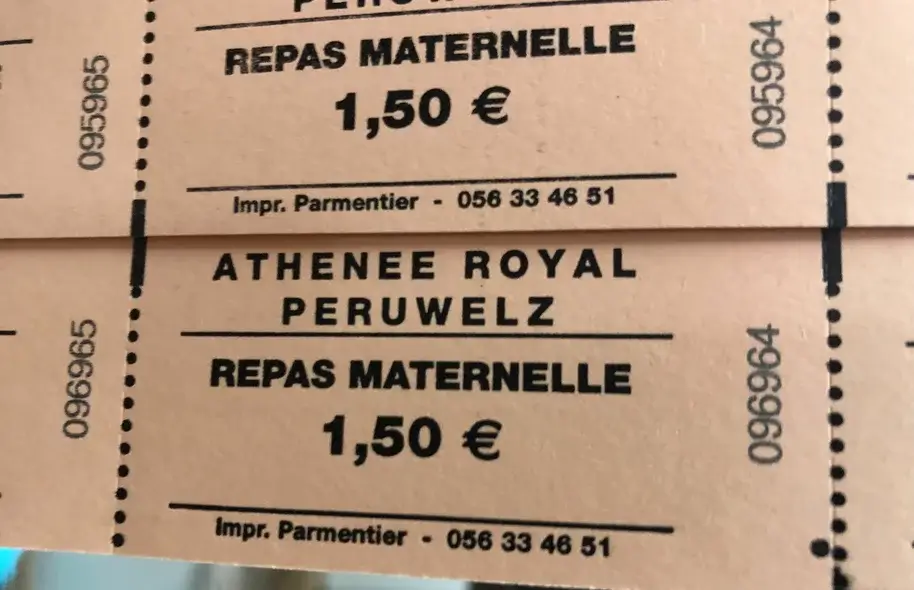 PERUWELZ
REPAS MATERNELLE
1,50 €
Impr. Parmentier - 056 33 46 51
095965
095964
ATHENEE ROYAL
PERUWELZ
REPAS MATERNELLE
1,50 €
Impr. Parmentier - 056 33 46 51
096965
096964